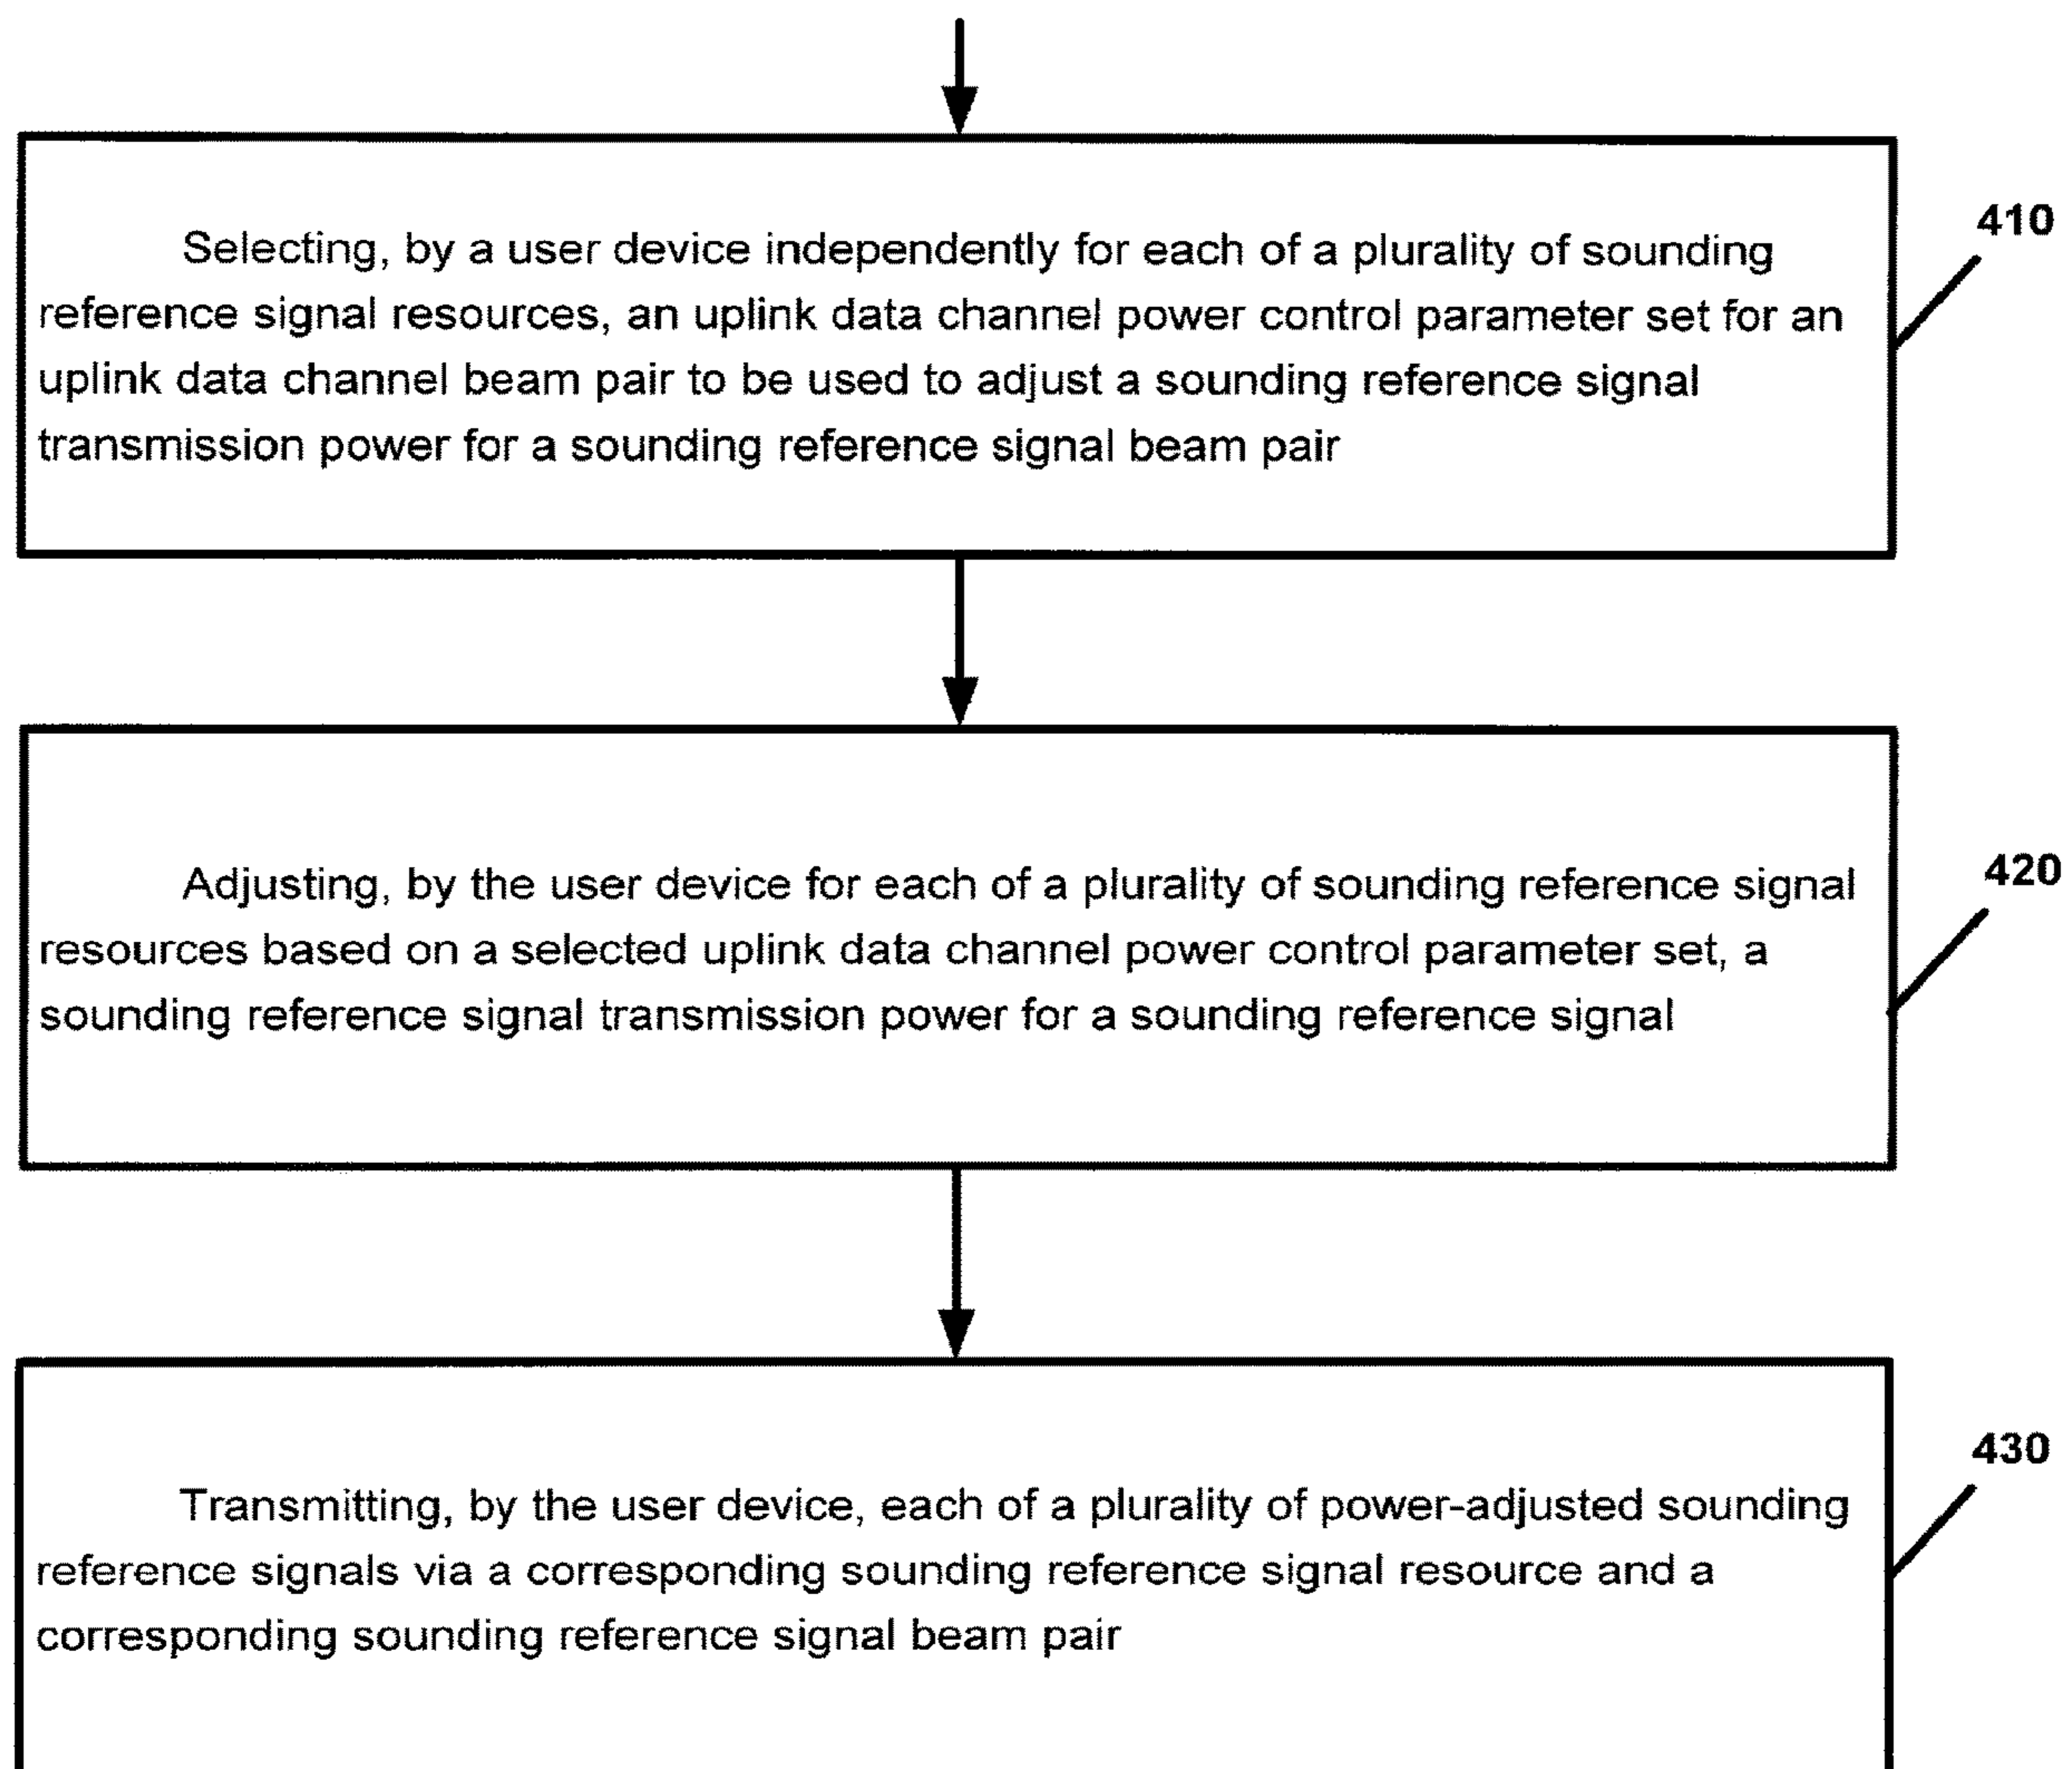 410
Selecting, by a user device independently for each of a plurality of sounding
reference signal resources, an uplink data channel power control parameter set for an
uplink data channel beam pair to be used to adjust a sounding reference signal
transmission power for a sounding reference signal beam pair
420
Adjusting, by the user device for each of a plurality of sounding reference signal
resources based on a selected uplink data channel power control parameter set, a
sounding reference signal transmission power for a sounding reference signal
430
Transmitting, by the user device, each of a plurality of power-adjusted sounding
reference signals via a corresponding sounding reference signal resource and a
corresponding sounding reference signal beam pair